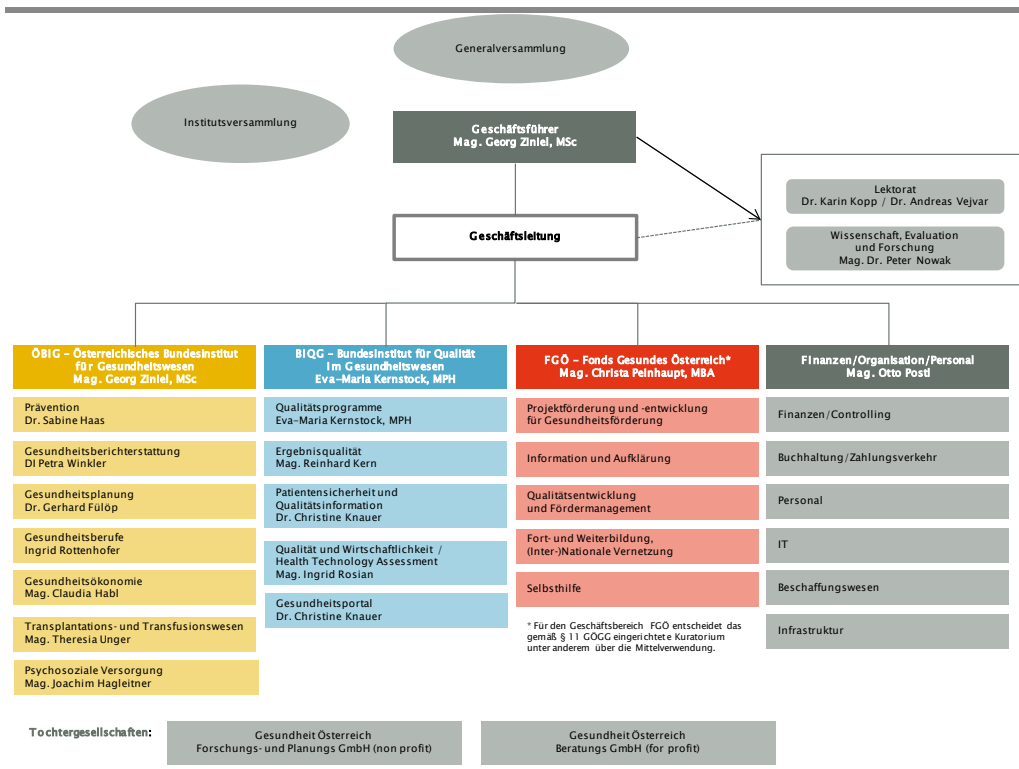 Generalversammlung
Institutsversammlung
Geschäftsführer
Mag. Georg Ziniel, MSc
Lektorat
Dr. Karin Kopp / Dr. Andreas Vejvar
Wissenschaft, Evaluation
und Forschung
Mag. Dr. Peter Nowak
Geschäftsleitung
ÖBIG - Österreichisches Bundesinstitut
für Gesundheitswesen
Mag. Georg Ziniel, MSc
Prävention
Dr. Sabine Haas
Gesundheitsberichterstattung
DI Petra Winkler
Gesundheitsplanung
Dr. Gerhard Fülöp
Gesundheitsberufe
Ingrid Rottenhofer
Gesundheitsökonomie
Mag. Claudia Habl
Transplantations- und Transfusionswesen
Mag. Theresia Unger
Psychosoziale Versorgung
Mag. Joachim Hagleitner
BIQG - Bundesinstitut für Qualität
im Gesundheitswesen
Eva-Maria Kernstock, MPH
Qualitätsprogramme
Eva-Maria Kernstock, MPH
Ergebnisqualität
Mag. Reinhard Kern
Patientensicherheit und
Qualitätsinformation
Dr. Christine Knauer
Qualität und Wirtschaftlichkeit /
Health Technology Assessment
Mag. Ingrid Rosian
Gesundheitsportal
Dr. Christine Knauer
FGÖ - Fonds Gesundes Österreich*
Mag. Christa Peinhaupt, MBA
Projektförderung und -entwicklung
für Gesundheitsförderung
Information und Aufklärung
Qualitätsentwicklung
und Fördermanagement
Fort- und Weiterbildung,
(Inter-)Nationale Vernetzung
Selbsthilfe
* Für den Geschäftsbereich FGÖ entscheidet das
gemäß § 11 GÖGG eingerichtete Kuratorium
unter anderem über die Mittelverwendung.
Finanzen/Organisation/Personal
Mag. Otto Postl
Finanzen/Controlling
Buchhaltung/Zahlungsverkehr
Personal
IT
Beschaffungswesen
Infrastruktur
Tochtergesellschaften:
Gesundheit Österreich
Forschungs- und Planungs GmbH (non profit)
Gesundheit Österreich
Beratungs GmbH (for profit)